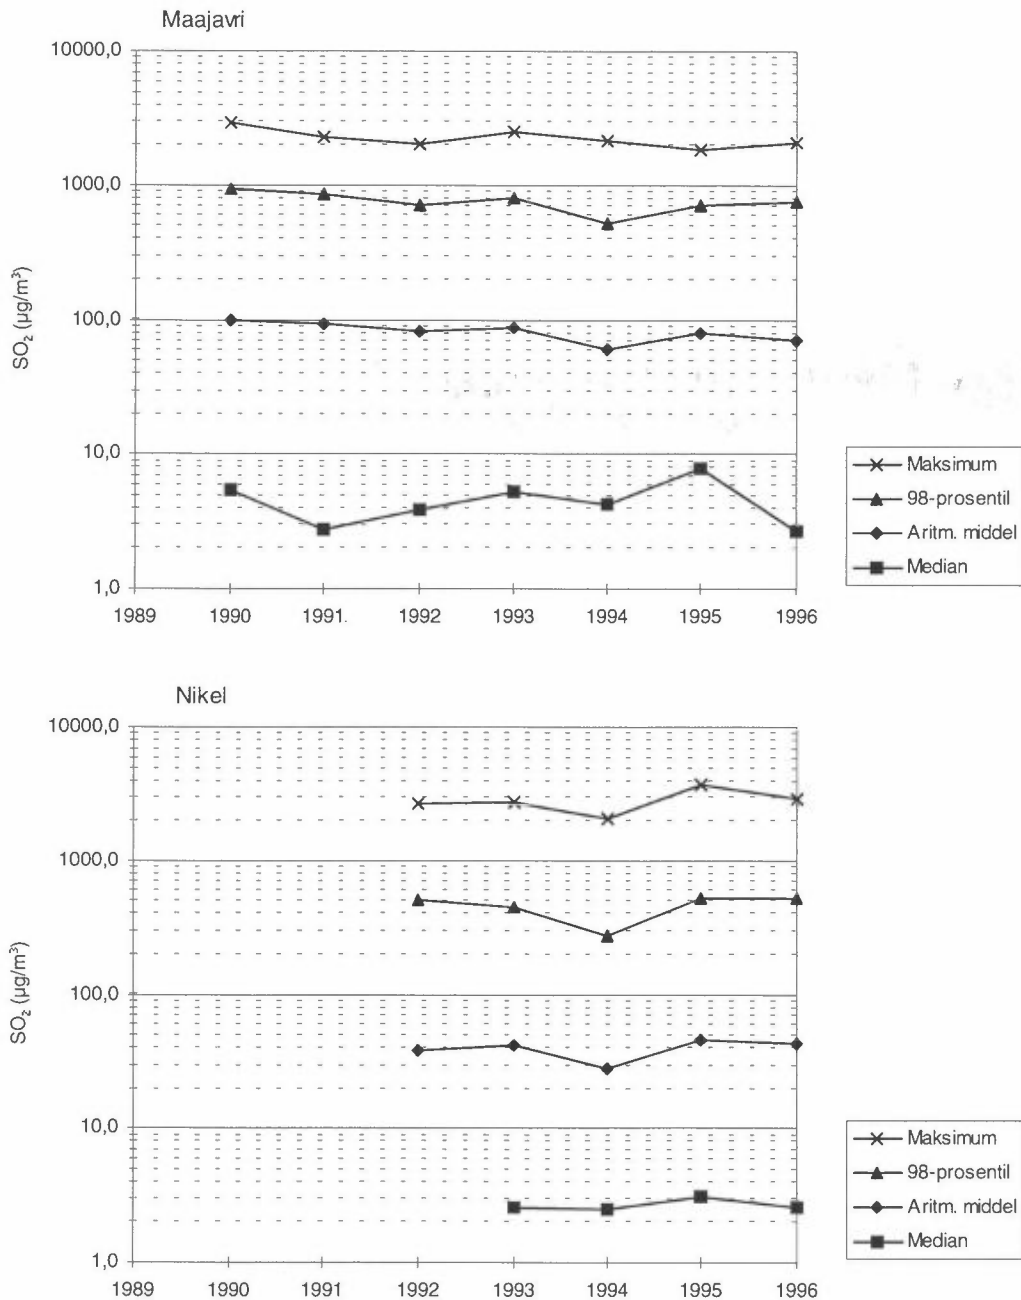 Maajavri
10000,0
1000,0
100,0
10,0
1,0
SO₂ (µg/m³)
1989 1990 1991. 1992 1993 1994 1995 1996
Maksimum
98-prosentil
Aritm. middel
Median
Nikel
10000,0
1000,0
100,0
10,0
1,0
SO₂ (µg/m³)
1989 1990 1991 1992 1993 1994 1995 1996
Maksimum
98-prosentil
Aritm. middel
Median